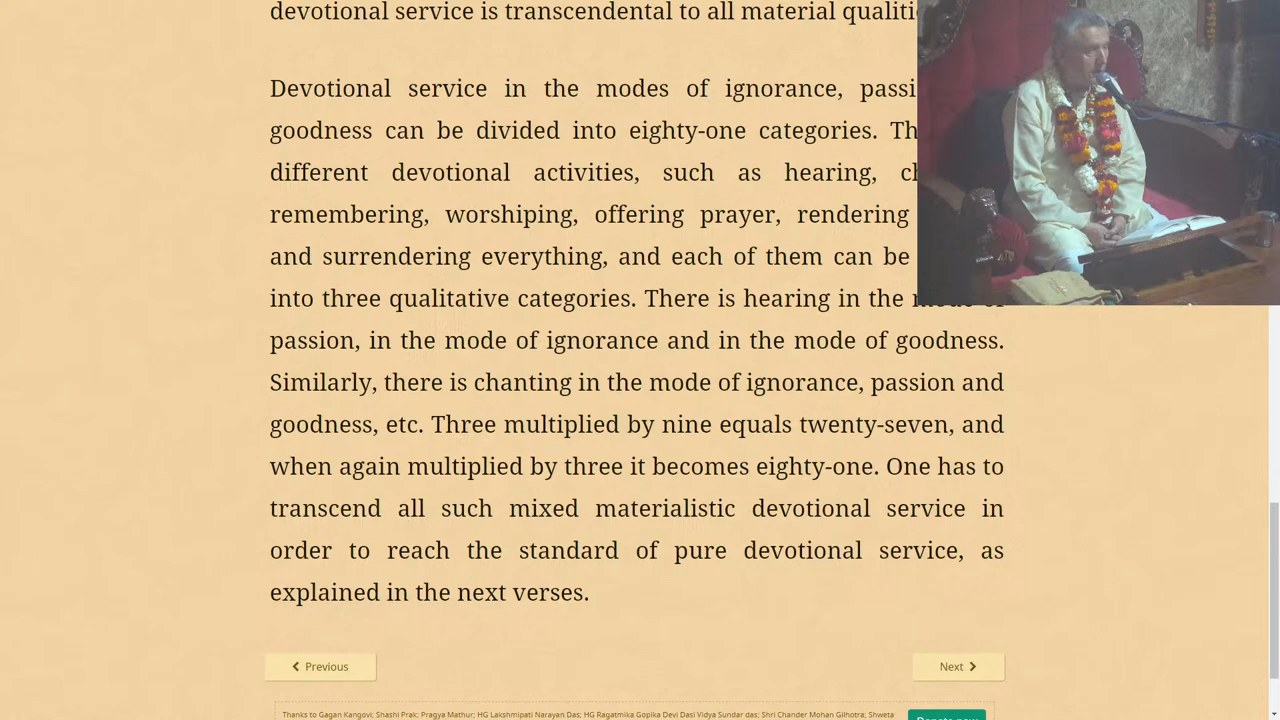 devotional service is transcendental to all material
Devotional service in the modes of ignorance,
goodness can be divided into eighty-one categories.
different devotional activities, such as hearing,
remembering, worshiping, offering prayer, rendering
and surrendering everything, and each of them can be
into three qualitative categories. There is hearing in the mode of
passion, in the mode of ignorance and in the mode of goodness.
Similarly, there is chanting in the mode of ignorance, passion and
goodness, etc. Three multiplied by nine equals twenty-seven, and
when again multiplied by three it becomes eighty-one. One has to
transcend all such mixed materialistic devotional service in
order to reach the standard of pure devotional service, as
explained in the next verses.
Previous
Next
Thanks to Gagan Kangovi; Shashi Prak; Pragya Mathur; HG Lakshmipati Narayan Das; HG Ragatmika Gopika Devi Dasi Vidya Sundar das; Shri Chander Mohan Gilhotra; Shweta
Donate now